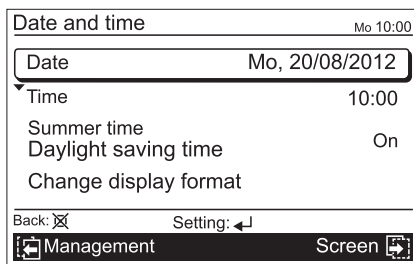 Date and time Mo 10:00
Date Mo, 20/08/2012
Time 10:00
Summer time
Daylight saving time On
Change display format
Back: Setting:
Management Screen